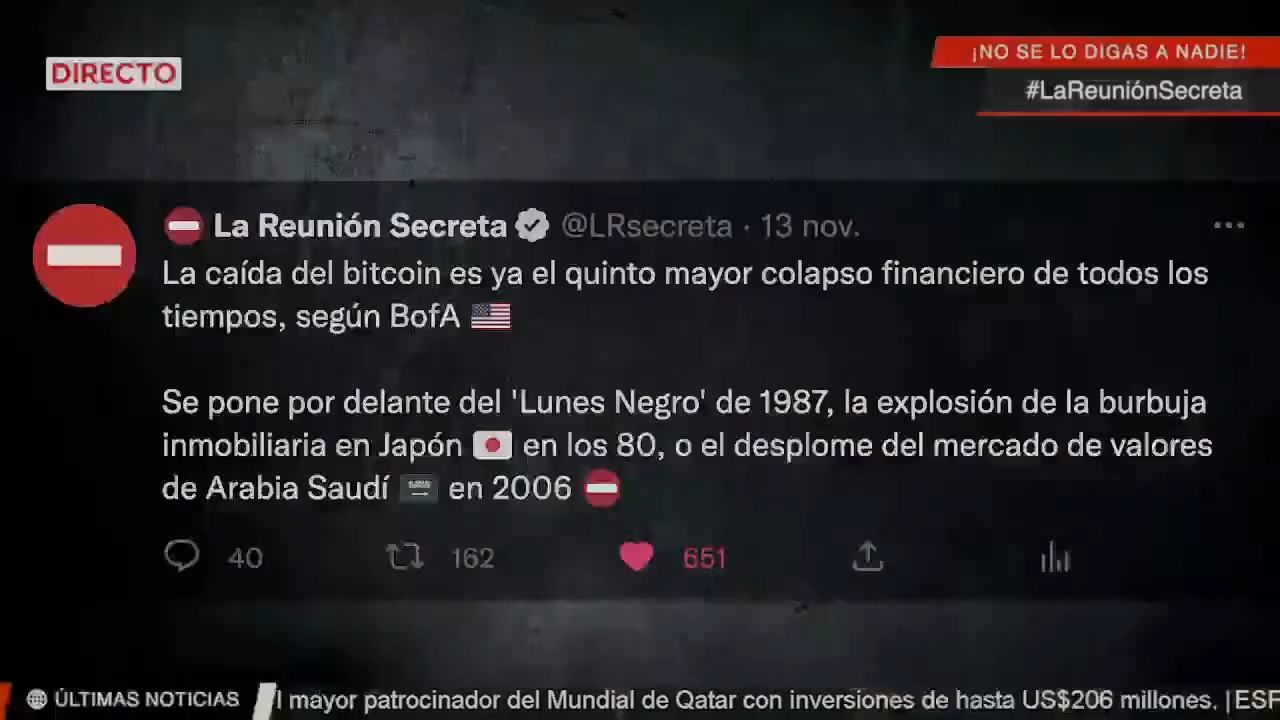 DIRECTO
¡NO SE LO DIGAS A NADIE!
#LaReuniónSecreta
La Reunión Secreta @LRsecreta · 13 nov.
La caída del bitcoin es ya el quinto mayor colapso financiero de todos los
tiempos, según BofA
Se pone por delante del 'Lunes Negro' de 1987, la explosión de la burbuja
inmobiliaria en Japón en los 80, o el desplome del mercado de valores
de Arabia Saudí en 2006
40 162 651
ÚLTIMAS NOTICIAS
l mayor patrocinador del Mundial de Qatar con inversiones de hasta US$206 millones. | ESP